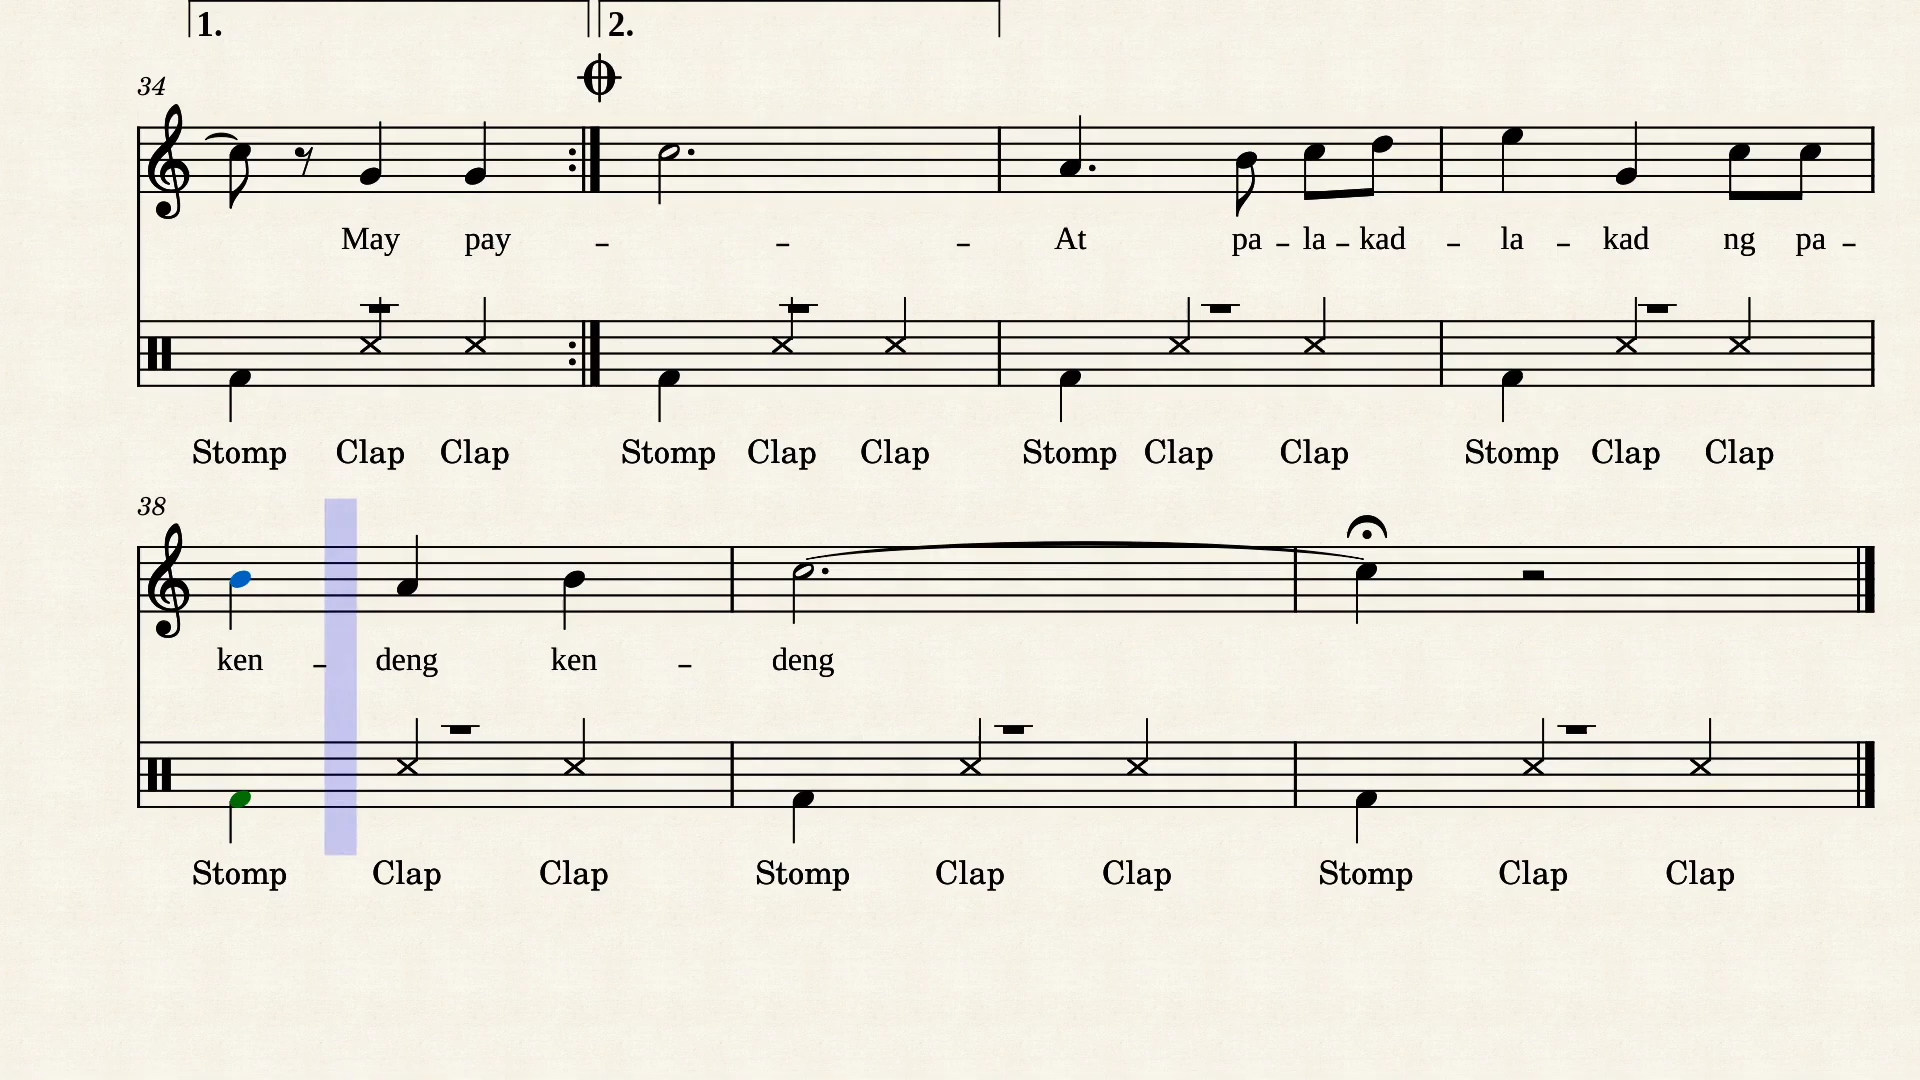 1. 2.
34
May pay - - - At pa - la - kad - la - kad ng pa -
Stomp Clap Clap Stomp Clap Clap Stomp Clap Clap Stomp Clap Clap
38
ken - deng ken - deng
Stomp Clap Clap Stomp Clap Clap Stomp Clap Clap